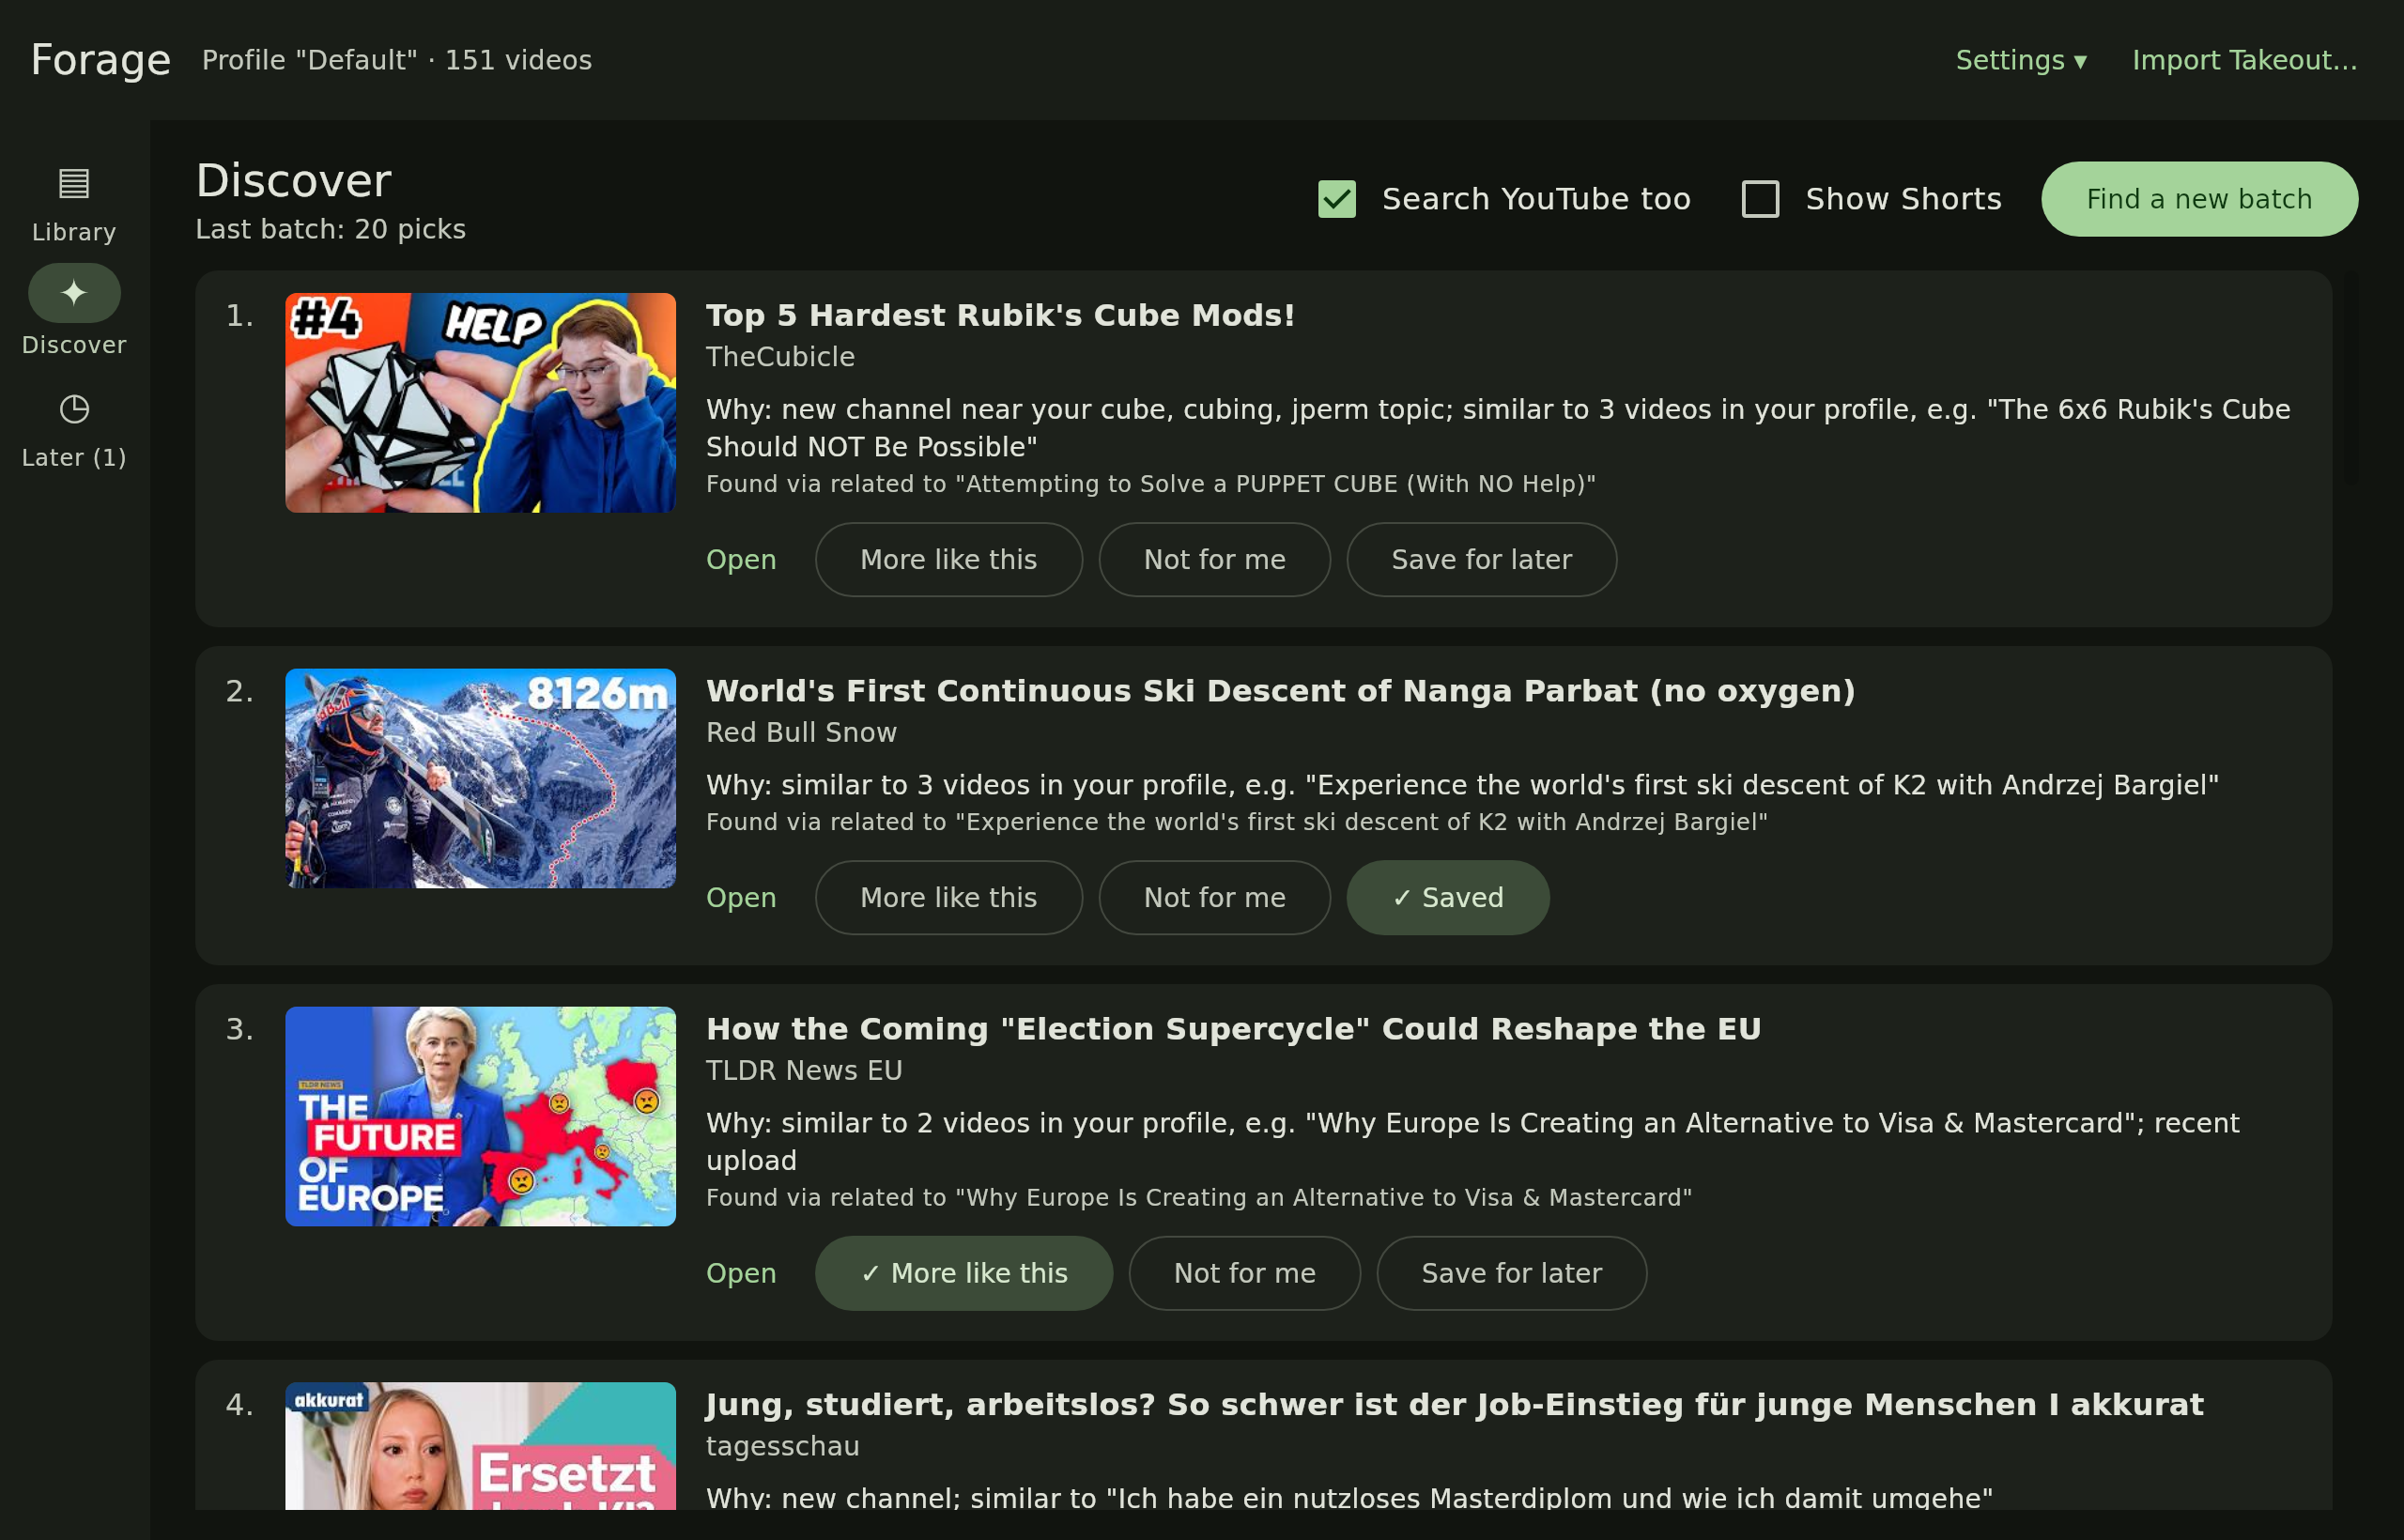 Forage
Profile "Default" · 151 videos
Settings ▾
Import Takeout...
Library
Discover
Later (1)
Discover
Last batch: 20 picks
Search YouTube too
Show Shorts
Find a new batch
1.
#4
HELP
Top 5 Hardest Rubik's Cube Mods!
TheCubicle
Why: new channel near your cube, cubing, jperm topic; similar to 3 videos in your profile, e.g. "The 6x6 Rubik's Cube
Should NOT Be Possible"
Found via related to "Attempting to Solve a PUPPET CUBE (With NO Help)"
Open
More like this
Not for me
Save for later
2.
8126m
World's First Continuous Ski Descent of Nanga Parbat (no oxygen)
Red Bull Snow
Why: similar to 3 videos in your profile, e.g. "Experience the world's first ski descent of K2 with Andrzej Bargiel"
Found via related to "Experience the world's first ski descent of K2 with Andrzej Bargiel"
Open
More like this
Not for me
✓ Saved
3.
TLDR NEWS
THE
FUTURE
OF
EUROPE
How the Coming "Election Supercycle" Could Reshape the EU
TLDR News EU
Why: similar to 2 videos in your profile, e.g. "Why Europe Is Creating an Alternative to Visa & Mastercard"; recent
upload
Found via related to "Why Europe Is Creating an Alternative to Visa & Mastercard"
Open
✓ More like this
Not for me
Save for later
4.
akkurat
Ersetzt
Jung, studiert, arbeitslos? So schwer ist der Job-Einstieg für junge Menschen I akkurat
tagesschau
Why: new channel; similar to "Ich habe ein nutzloses Masterdiplom und wie ich damit umgehe"